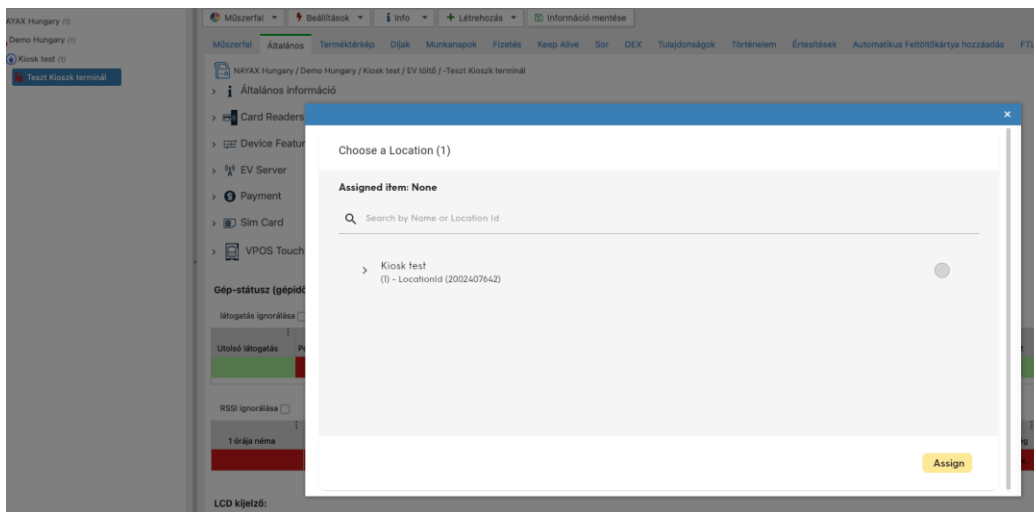 AYAX Hungary (1)
Demo Hungary (1)
Kiosk test (1)
Teszt Kioszk terminál
Műszerfal
Beállítások
Info
+ Létrehozás
Információ mentése
Műszerfal Általános Terméktérkép Díjak Munkanapok Fizetés Keep Alive Sor DEX Tulajdonságok Történelem Értesítések Automatikus Feltöltőkártya hozzáadás FTL
NAYAX Hungary / Demo Hungary / Kiosk test / EV töltő / -Teszt Kioszk terminál
Általános információ
Card Readers
Device Featur
EV Server
Payment
Sim Card
VPOS Touch
Gép-státusz (gépidő
látogatás ignorálása
Utolsó látogatás
RSSI ignorálása
1 órája néma
LCD kijelző:
Choose a Location (1)
Assigned item: None
Search by Name or Location Id
Kiosk test
(1) - LocationId (2002407642)
Assign